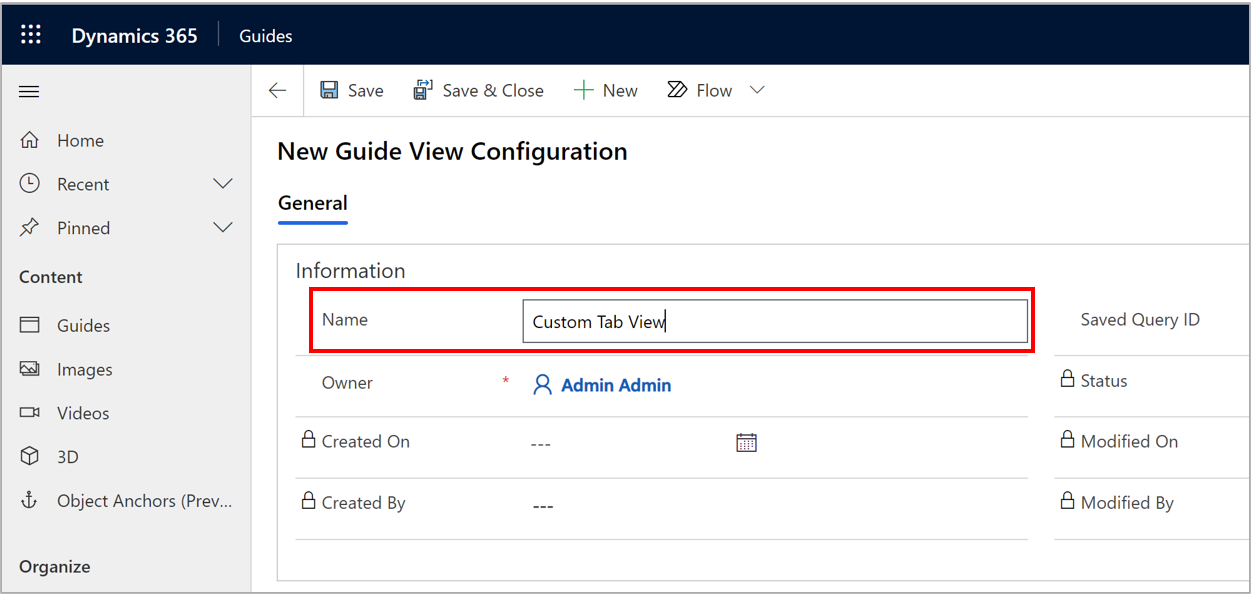 Dynamics 365 Guides
Save Save & Close New Flow
New Guide View Configuration
General
Home
Recent
Pinned
Content
Guides
Images
Videos
3D
Object Anchors (Prev...
Organize
Information
Name Custom Tab View
Owner * Admin Admin
Created On ---
Created By ---
Saved Query ID
Status
Modified On
Modified By